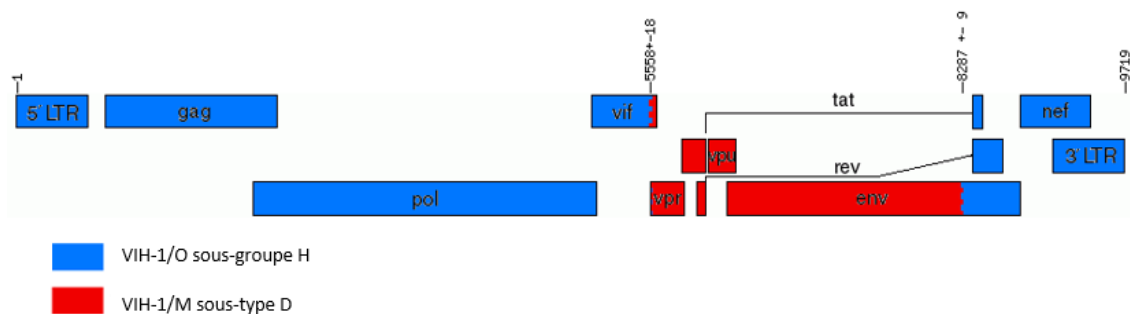 1
5558+-18
8287 +- 9
9719
5' LTR
gag
vif
tat
nef
vpu
rev
3' LTR
pol
vpr
env
VIH-1/O sous-groupe H
VIH-1/M sous-type D